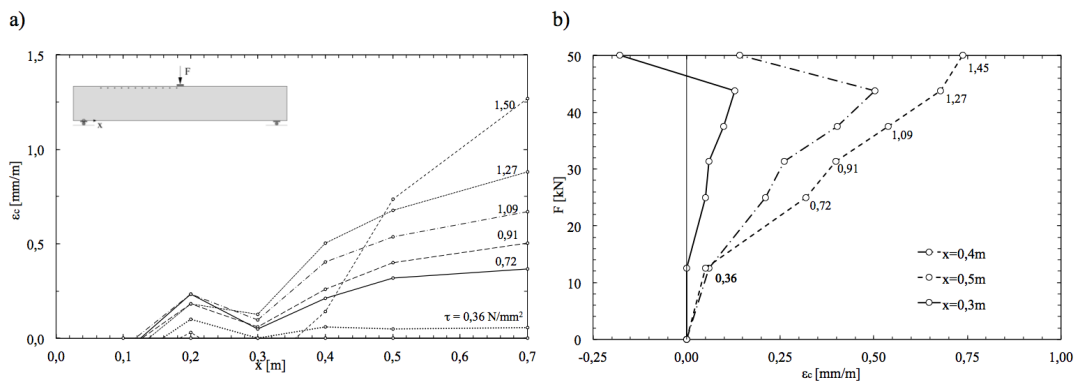 a)
1,5
1,0
0,5
0,0
εc [mm/m]
F
x
1,50
1,27
1,09
0,91
0,72
τ = 0,36 N/mm²
0,0 0,1 0,2 0,3 0,4 0,5 0,6 0,7
x [m]
b)
50
40
30
20
10
0
F [kN]
1,45
1,27
1,09
0,91
0,72
0,36
x=0,4m
x=0,5m
x=0,3m
-0,25 0,00 0,25 0,50 0,75 1,00
εc [mm/m]